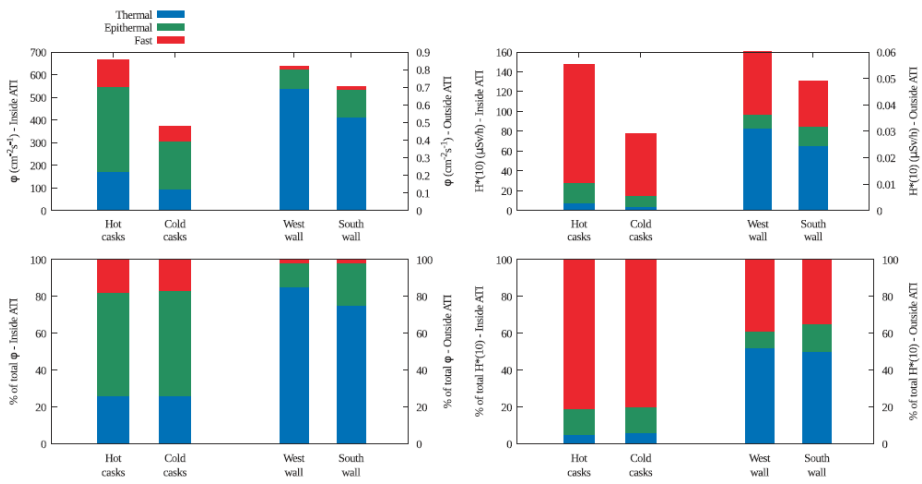 Thermal
Epithermal
Fast
φ (cm⁻²s⁻¹) - Inside ATI
700
600
500
400
300
200
100
0
Hot casks
Cold casks
West wall
South wall
0.9
0.8
0.7
0.6
0.5
0.4
0.3
0.2
0.1
0
φ (cm⁻²s⁻¹) - Outside ATI
H*(10) (μSv/h) - Inside ATI
160
140
120
100
80
60
40
20
0
Hot casks
Cold casks
West wall
South wall
0.06
0.05
0.04
0.03
0.02
0.01
0
H*(10) (μSv/h) - Outside ATI
% of total φ - Inside ATI
100
80
60
40
20
0
Hot casks
Cold casks
West wall
South wall
100
80
60
40
20
0
% of total φ - Outside ATI
% of total H*(10) - Inside ATI
100
80
60
40
20
0
Hot casks
Cold casks
West wall
South wall
100
80
60
40
20
0
% of total H*(10) - Outside ATI